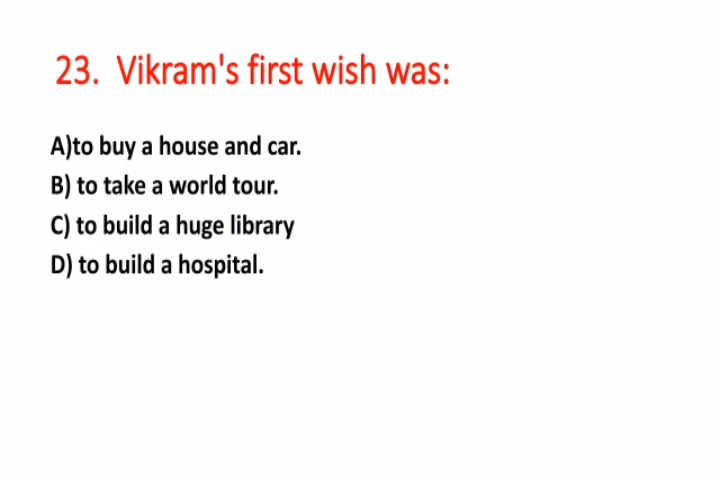 23. Vikram's first wish was:
A)to buy a house and car.
B) to take a world tour.
C) to build a huge library
D) to build a hospital.